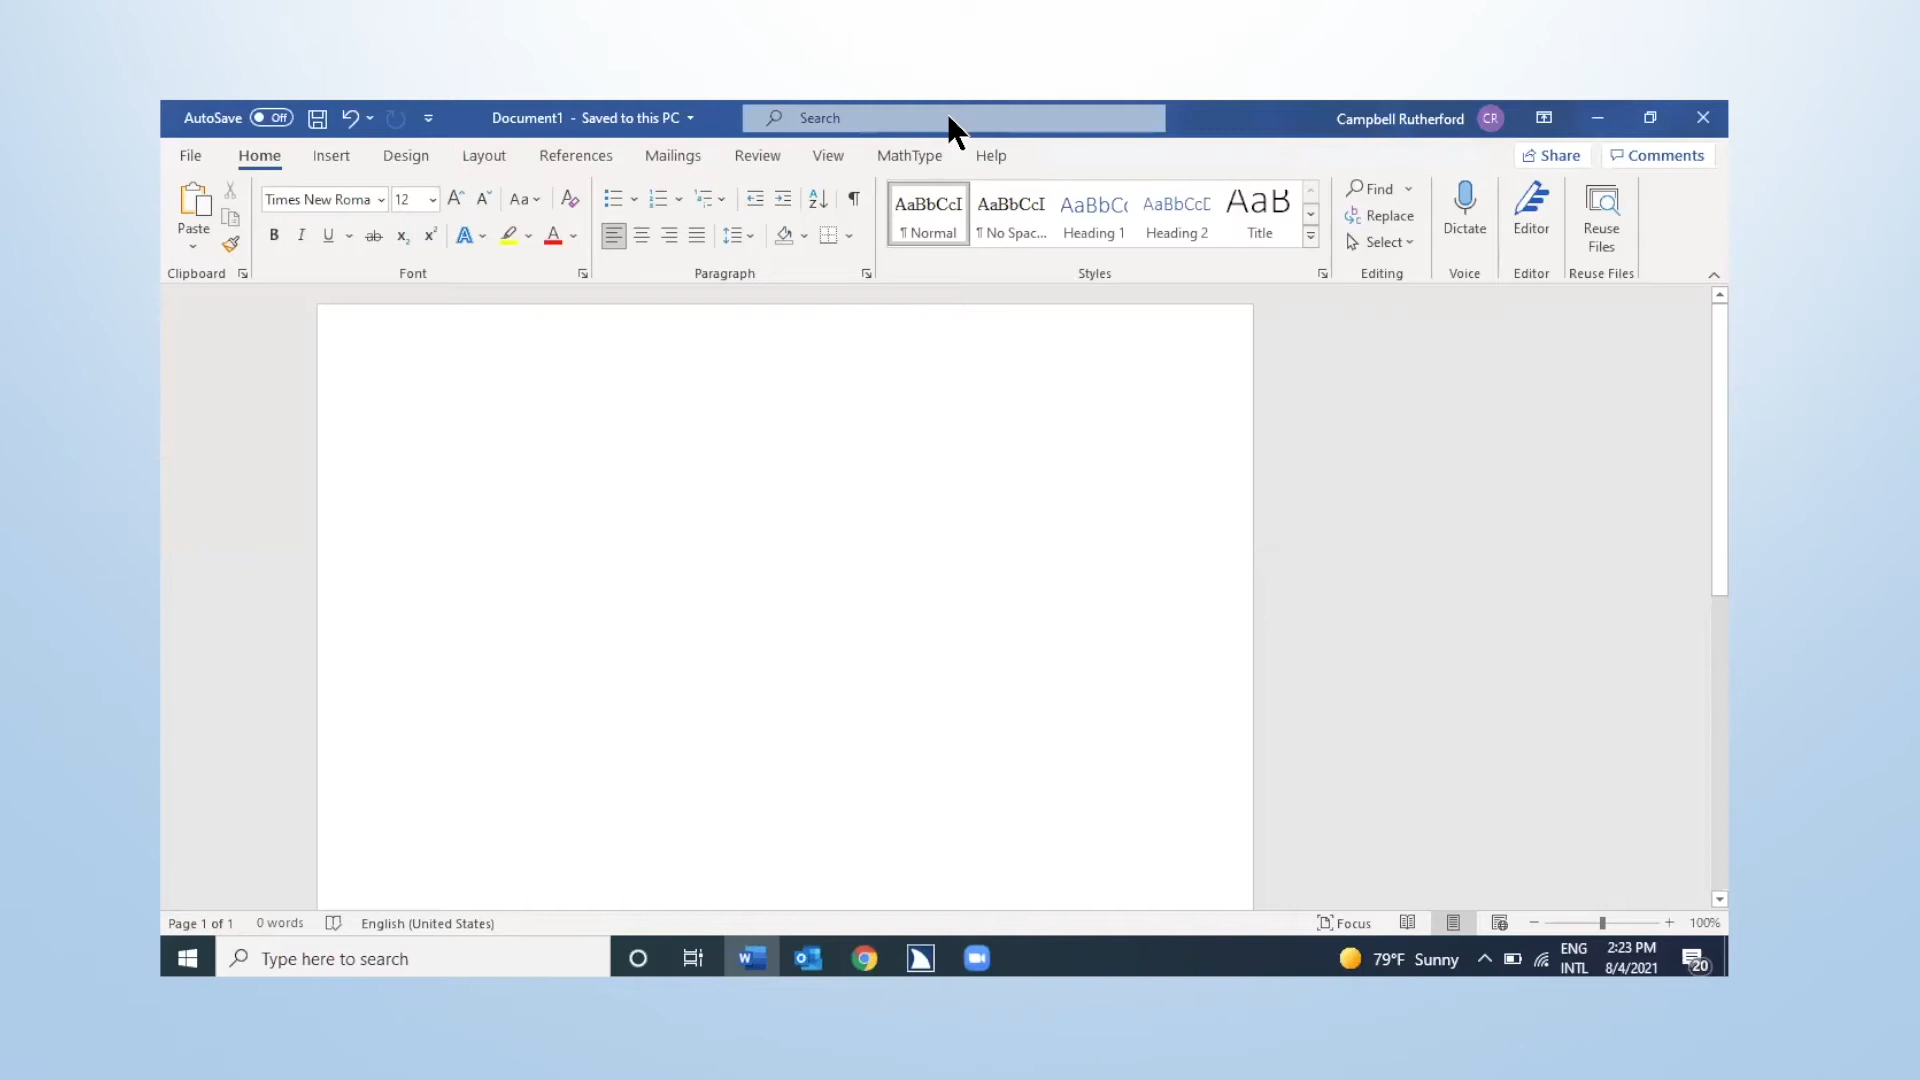 AutoSave Off Document1 - Saved to this PC Search Campbell Rutherford CR
File Home Insert Design Layout References Mailings Review View MathType Help Share Comments
Paste
Clipboard
Times New Roma 12
Aa
B I U ab x₂ x² A A
Font
Paragraph
AaBbCcI AaBbCcI AaBbC AaBbCcD AaB
¶ Normal ¶ No Spac... Heading 1 Heading 2 Title
Styles
Find
Replace
Select
Editing
Dictate
Voice
Editor
Editor
Reuse
Files
Reuse Files
Page 1 of 1 0 words English (United States) Focus 100%
Type here to search 79°F Sunny
ENG
INTL
2:23 PM
8/4/2021
20